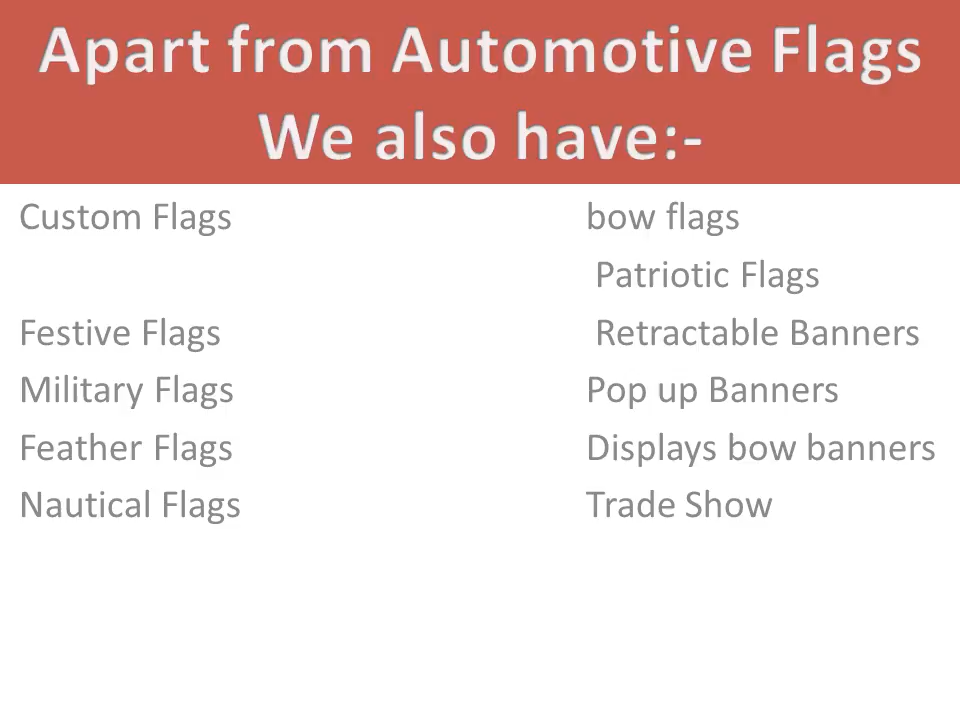 Apart from Automotive Flags
We also have:-
Custom Flags bow flags
Patriotic Flags
Festive Flags Retractable Banners
Military Flags Pop up Banners
Feather Flags Displays bow banners
Nautical Flags Trade Show